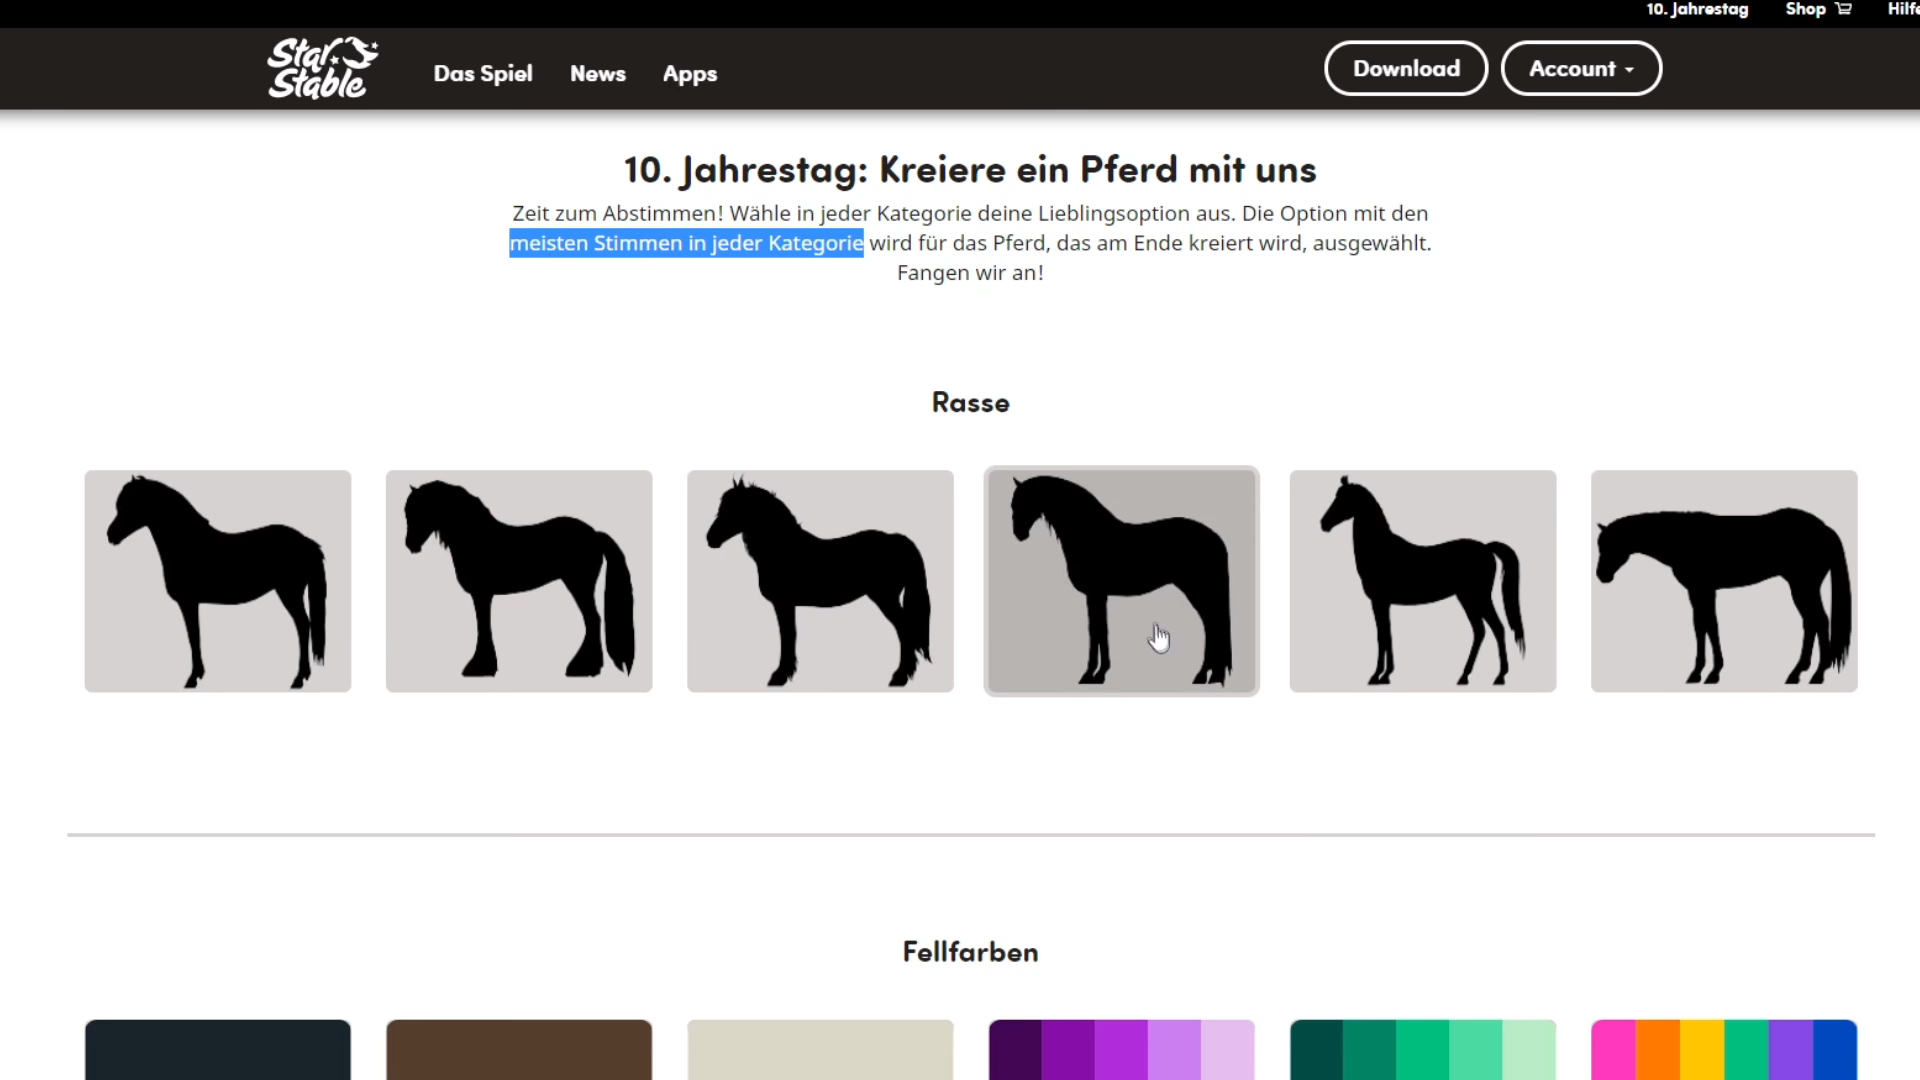 10. Jahrestag Shop Hilfe
Star Stable
Das Spiel News Apps Download Account
10. Jahrestag: Kreiere ein Pferd mit uns
Zeit zum Abstimmen! Wähle in jeder Kategorie deine Lieblingsoption aus. Die Option mit den
meisten Stimmen in jeder Kategorie wird für das Pferd, das am Ende kreiert wird, ausgewählt.
Fangen wir an!
Rasse
Fellfarben